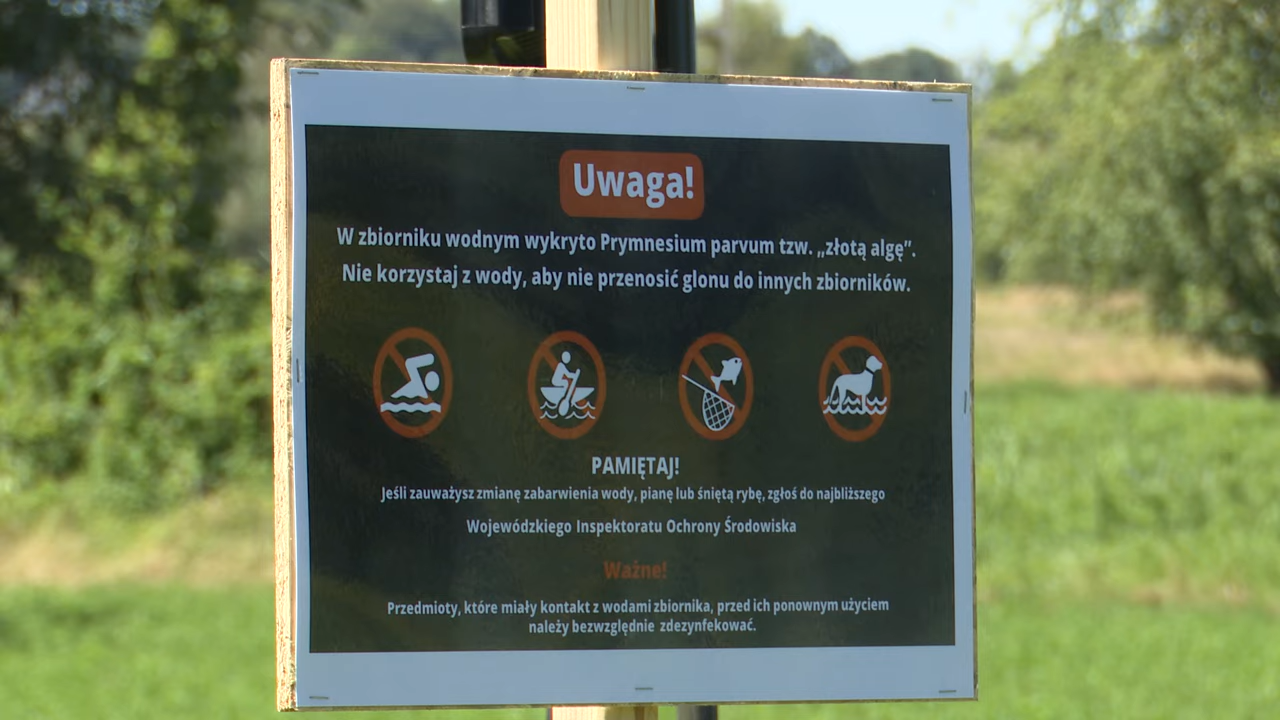 Uwaga!
W zbiorniku wodnym wykryto Prymnesium parvum tzw. „złotą algę”.
Nie korzystaj z wody, aby nie przenosić glonu do innych zbiorników.
PAMIĘTAJ!
Jeśli zauważysz zmianę zabarwienia wody, pianę lub śniętą rybę, zgłoś do najbliższego
Wojewódzkiego Inspektoratu Ochrony Środowiska
Ważne!
Przedmioty, które miały kontakt z wodami zbiornika, przed ich ponownym użyciem
należy bezwzględnie zdezynfekować.